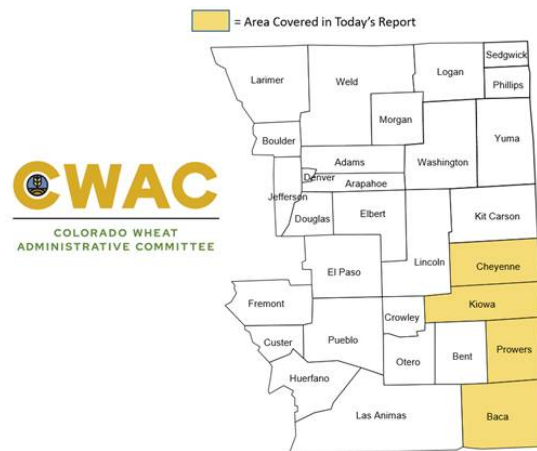 = Area Covered in Today's Report
CWAC
COLORADO WHEAT
ADMINISTRATIVE COMMITTEE
Larimer
Weld
Logan
Sedgwick
Phillips
Morgan
Boulder
Yuma
Adams
Washington
Denver
Arapahoe
Jefferson
Douglas
Elbert
Kit Carson
Lincoln
Cheyenne
El Paso
Kiowa
Fremont
Crowley
Prowers
Custer
Pueblo
Otero
Bent
Huerfano
Las Animas
Baca